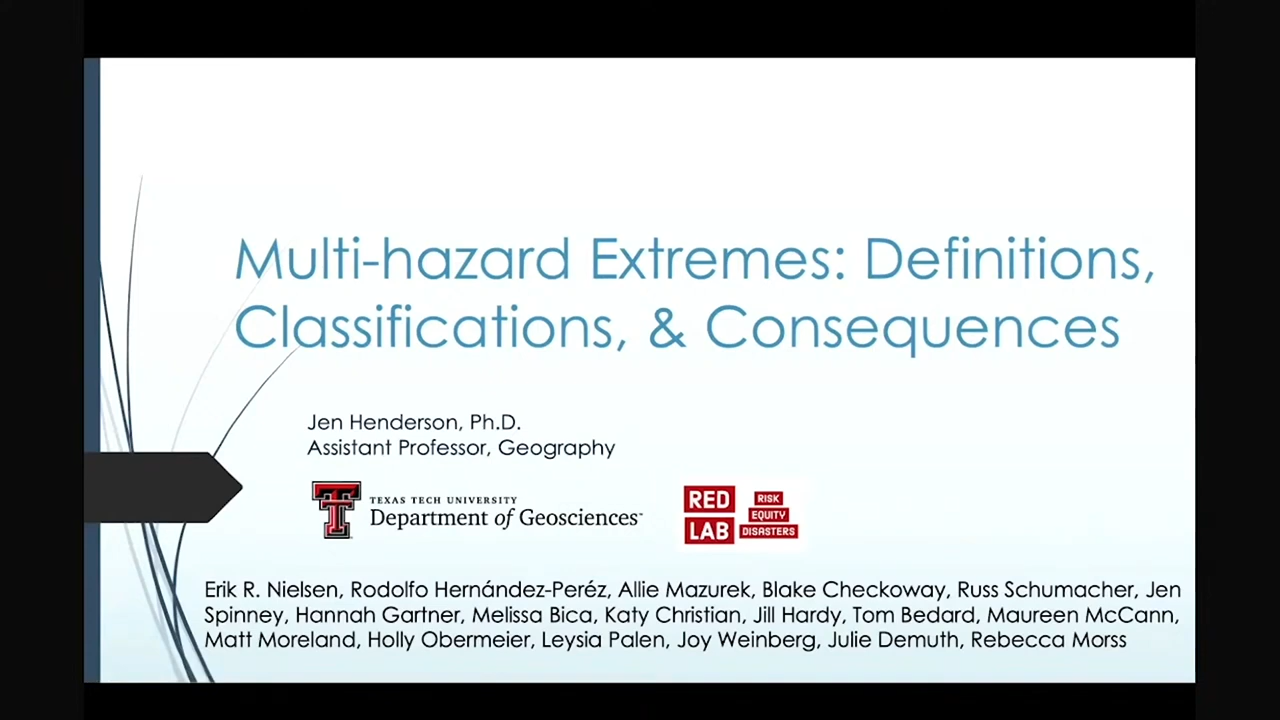 Multi-hazard Extremes: Definitions,
Classifications, & Consequences
Jen Henderson, Ph.D.
Assistant Professor, Geography
TEXAS TECH UNIVERSITY
Department of Geosciences™
RED
LAB
RISK
EQUITY
DISASTERS
Erik R. Nielsen, Rodolfo Hernández-Peréz, Allie Mazurek, Blake Checkoway, Russ Schumacher, Jen
Spinney, Hannah Gartner, Melissa Bica, Katy Christian, Jill Hardy, Tom Bedard, Maureen McCann,
Matt Moreland, Holly Obermeier, Leysia Palen, Joy Weinberg, Julie Demuth, Rebecca Morss